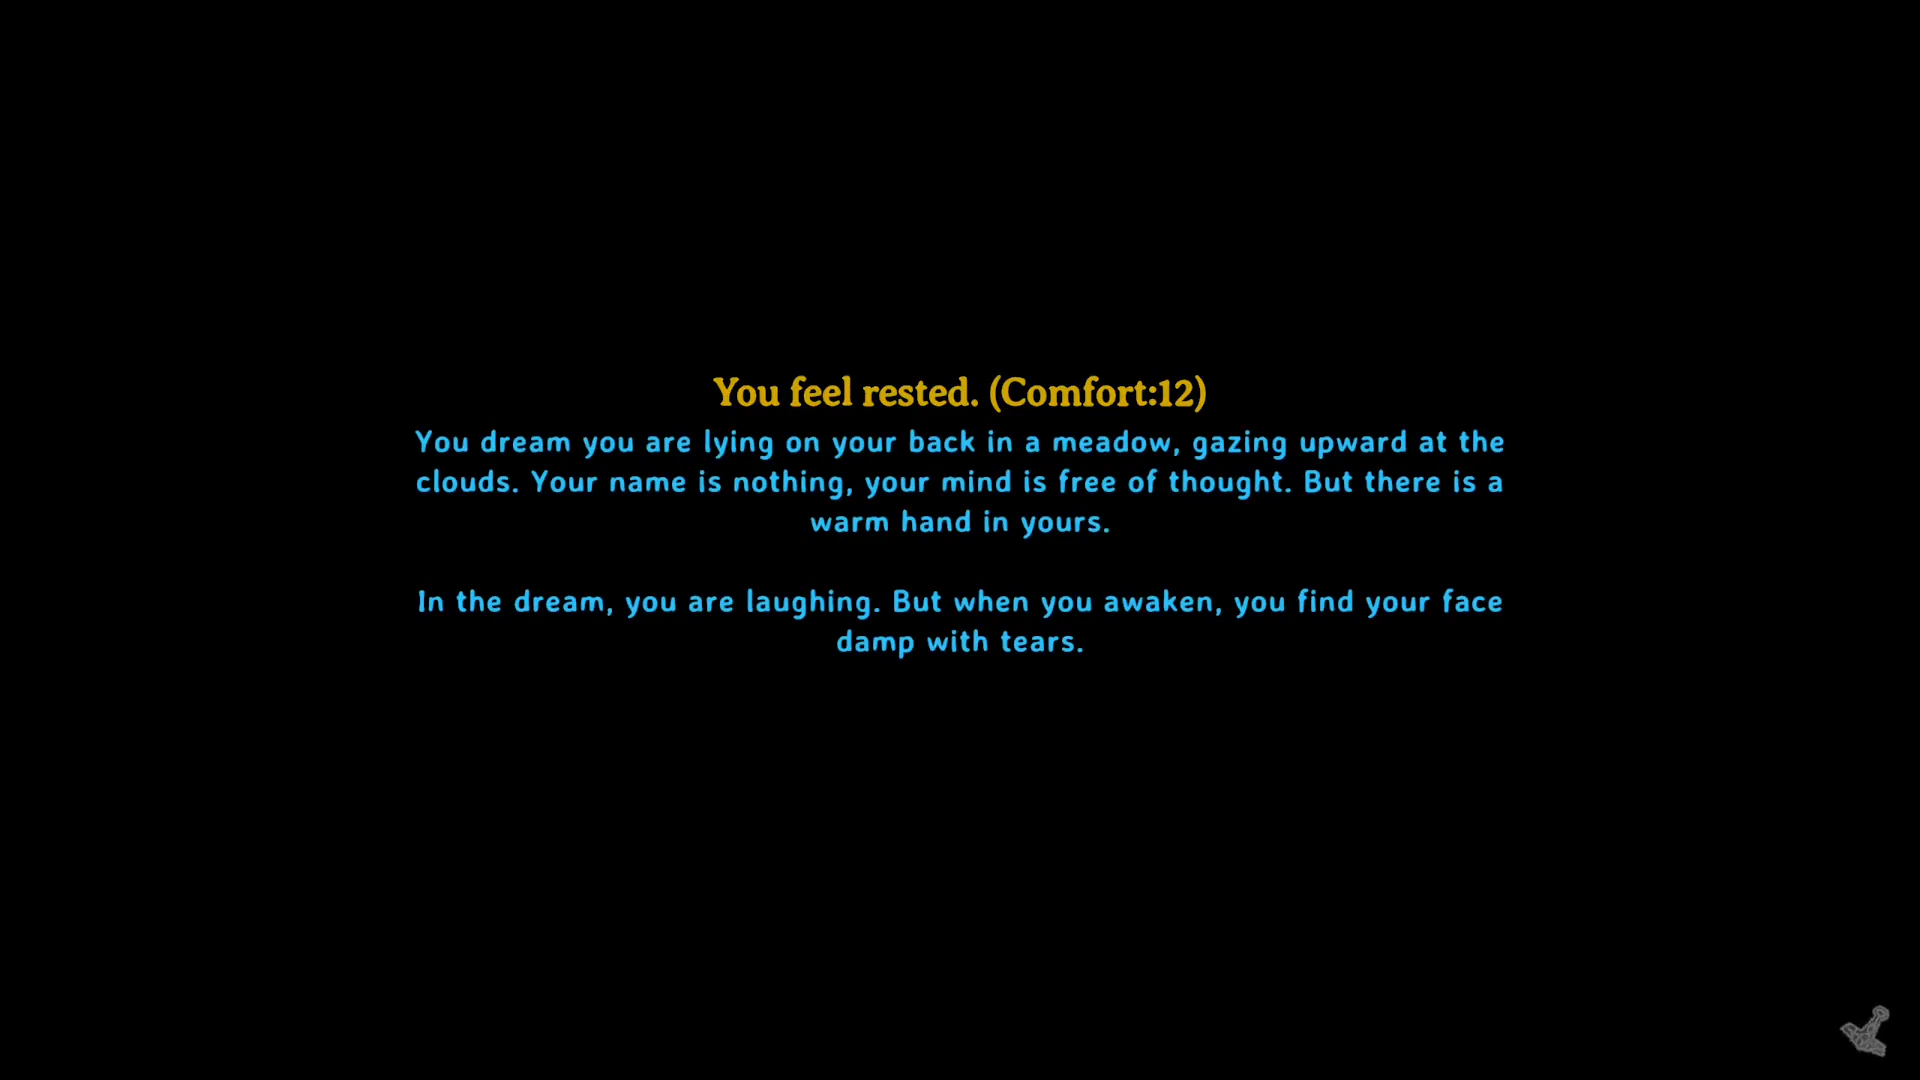 You feel rested. (Comfort:12)
You dream you are lying on your back in a meadow, gazing upward at the
clouds. Your name is nothing, your mind is free of thought. But there is a
warm hand in yours.
In the dream, you are laughing. But when you awaken, you find your face
damp with tears.